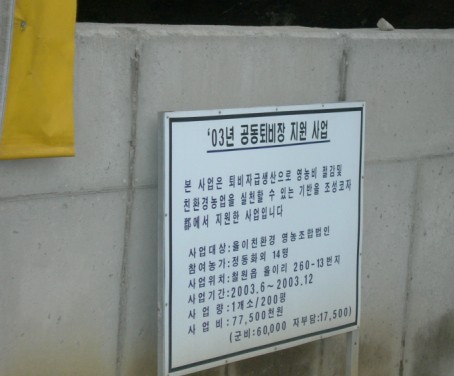 '03년 공동퇴비장 지원 사업
본 사업은 퇴비자급생산으로 영농비 절감및
친환경농업을 실천할수 있는 기반을 조성코자
郡에서 지원한 사업입니다
사업대상:율이친환경 영농조합법인
참여농가:정동화외 14명
사업위치:철원읍 율이리 260-13번지
사업기간:2003.6~2003.12
사 업 량:1개소/200평
사 업 비:77,500천원
(군비:60,000 자부담:17,500)